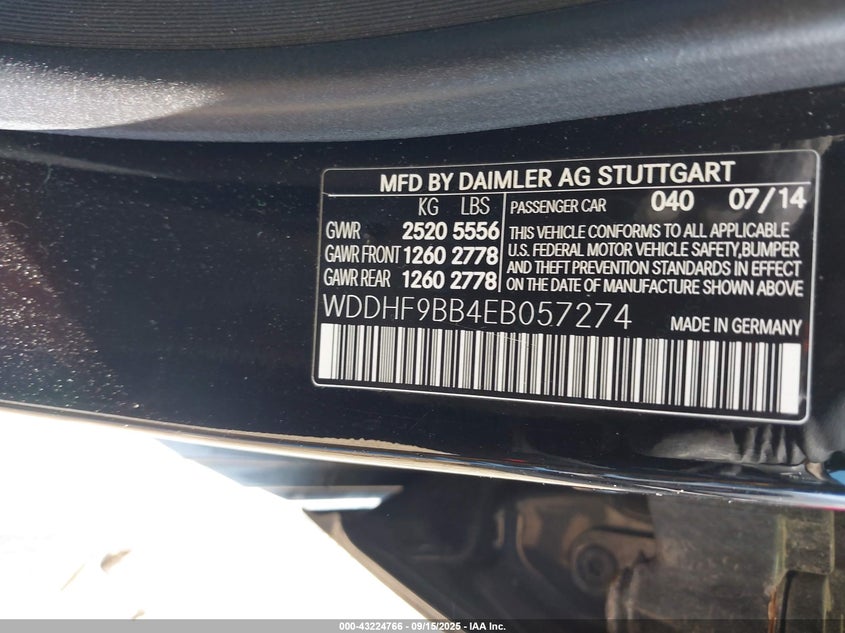 MFD BY DAIMLER AG STUTTGART
KG LBS
GVWR 2520 5556
GAWR FRONT 1260 2778
GAWR REAR 1260 2778
PASSENGER CAR 040 07/14
THIS VEHICLE CONFORMS TO ALL APPLICABLE
U.S. FEDERAL MOTOR VEHICLE SAFETY,BUMPER
AND THEFT PREVENTION STANDARDS IN EFFECT
ON THE DATE OF MANUFACTURE SHOWN ABOVE
WDDHF9BB4EB057274
MADE IN GERMANY
000-43224766 - 09/15/2025 - IAA Inc.